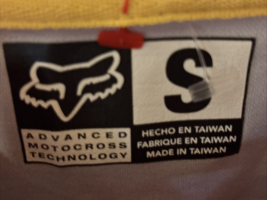 S
ADVANCED
MOTOCROSS
TECHNOLOGY
HECHO EN TAIWAN
FABRIQUE EN TAIWAN
MADE IN TAIWAN